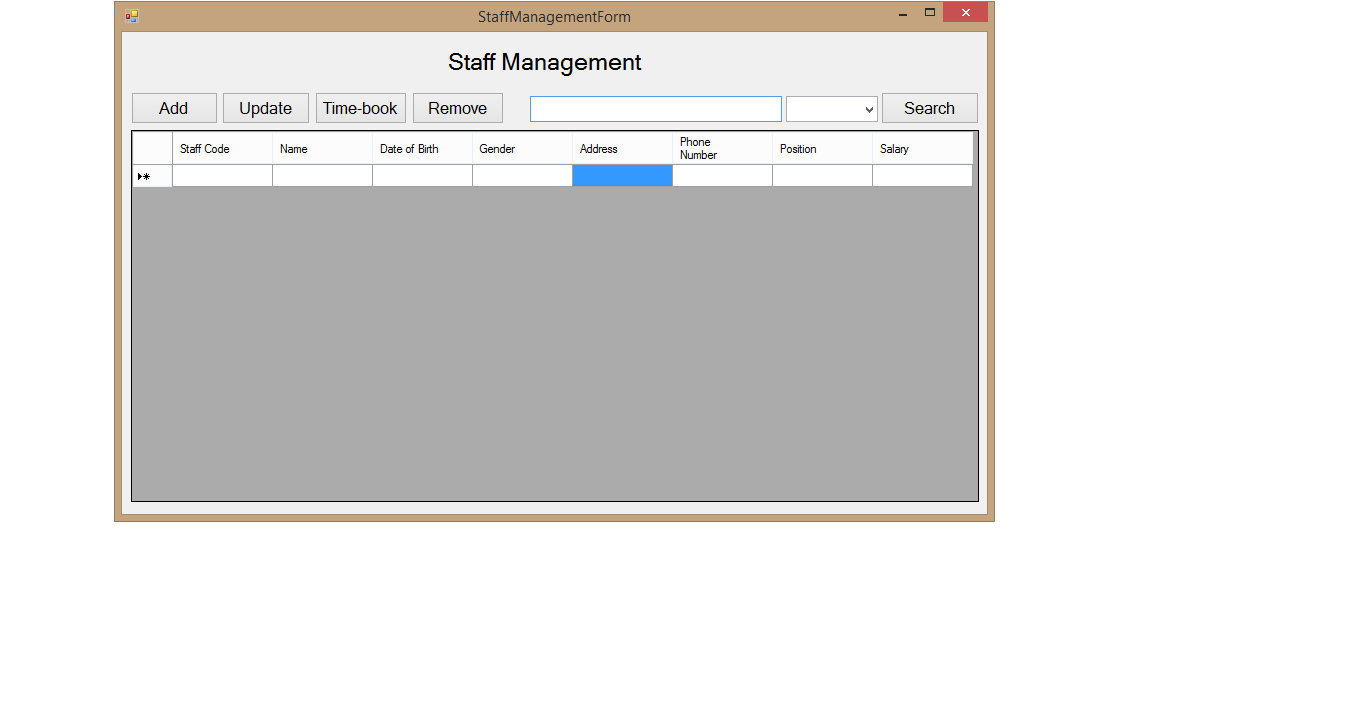 StaffManagementForm
Staff Management
Add Update Time-book Remove Search
Staff Code Name Date of Birth Gender Address Phone Number Position Salary